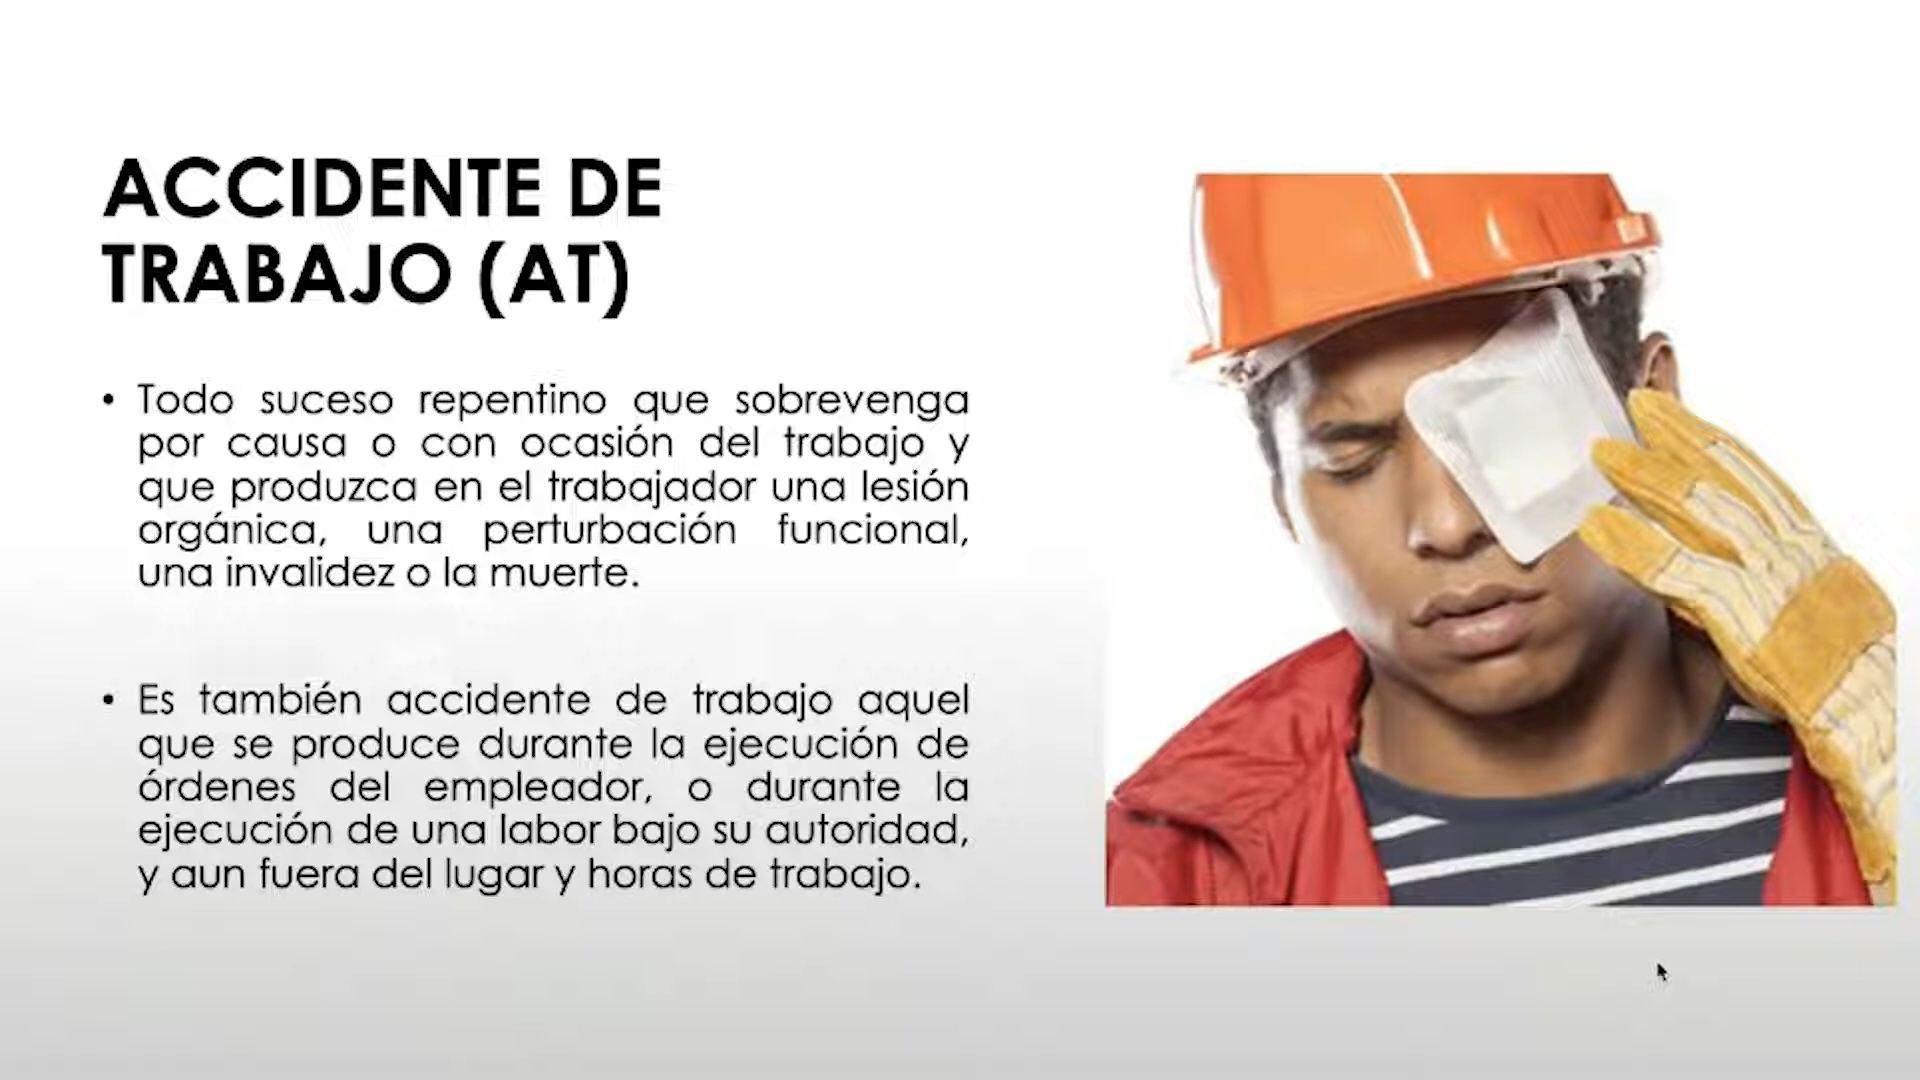 ACCIDENTE DE
TRABAJO (AT)
• Todo suceso repentino que sobrevenga
por causa o con ocasión del trabajo y
que produzca en el trabajador una lesión
orgánica, una perturbación funcional,
una invalidez o la muerte.
• Es también accidente de trabajo aquel
que se produce durante la ejecución de
órdenes del empleador, o durante la
ejecución de una labor bajo su autoridad,
y aun fuera del lugar y horas de trabajo.